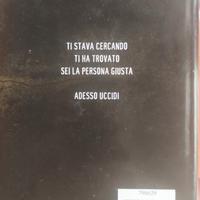 TI STAVA CERCANDO
TI HA TROVATO
SEI LA PERSONA GIUSTA
ADESSO UCCIDI